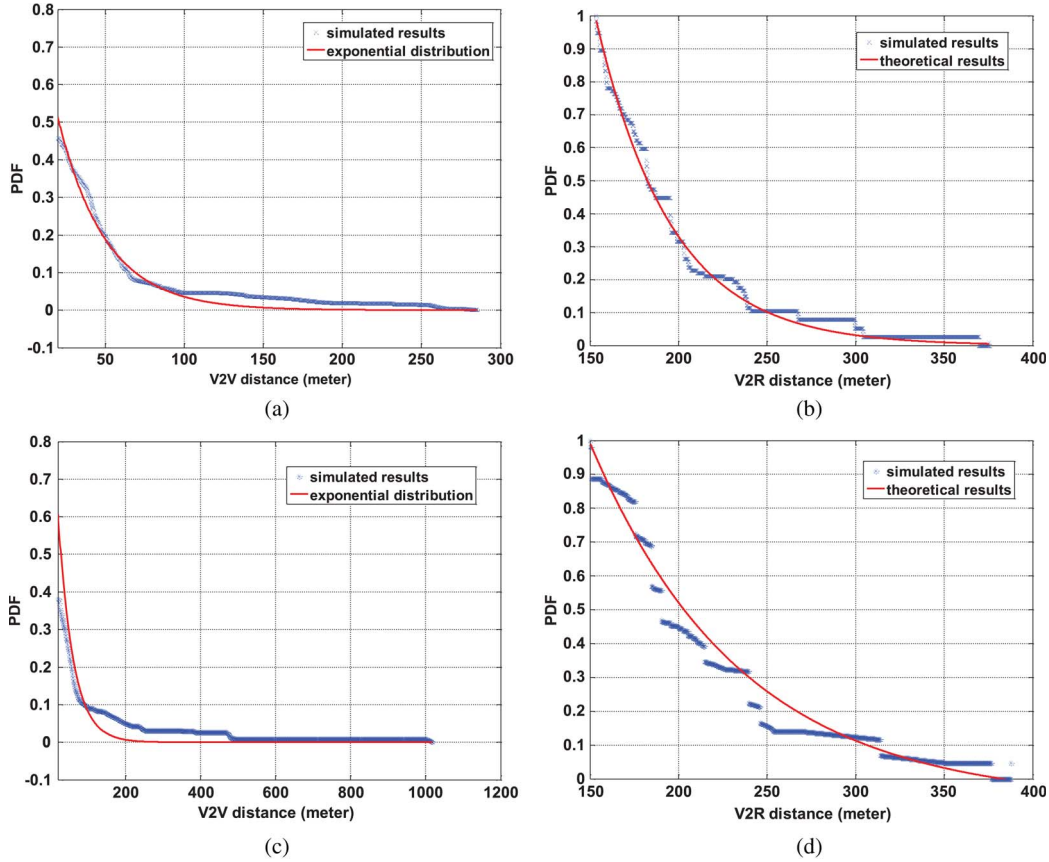 0.8
0.7
0.6
0.5
0.4
0.3
0.2
0.1
0
-0.1
PDF
simulated results
exponential distribution
50 100 150 200 250 300
V2V distance (meter)
(a)
1
0.9
0.8
0.7
0.6
0.5
0.4
0.3
0.2
0.1
0
PDF
simulated results
theoretical results
150 200 250 300 350 400
V2R distance (meter)
(b)
0.8
0.7
0.6
0.5
0.4
0.3
0.2
0.1
0
-0.1
PDF
simulated results
exponential distribution
200 400 600 800 1000 1200
V2V distance (meter)
(c)
1
0.9
0.8
0.7
0.6
0.5
0.4
0.3
0.2
0.1
0
PDF
simulated results
theoretical results
150 200 250 300 350 400
V2R distance (meter)
(d)